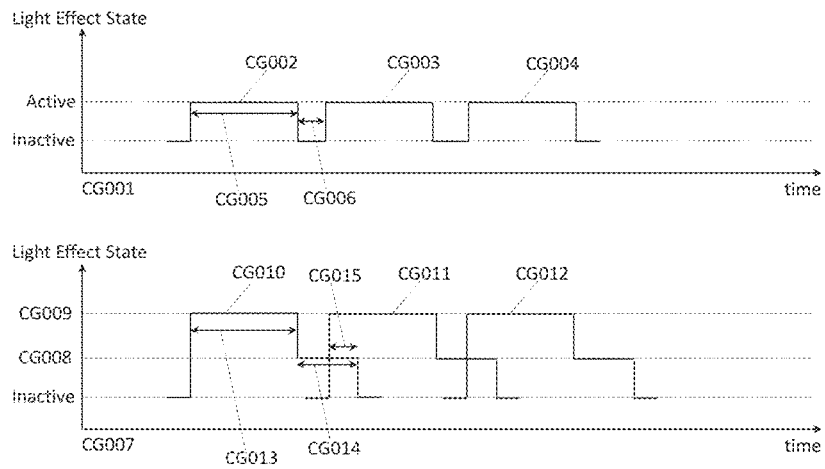 Light Effect State
CG002
CG003
CG004
Active
Inactive
CG001
CG005
CG006
time
Light Effect State
CG010
CG015
CG011
CG012
CG009
CG008
Inactive
CG007
CG013
CG014
time